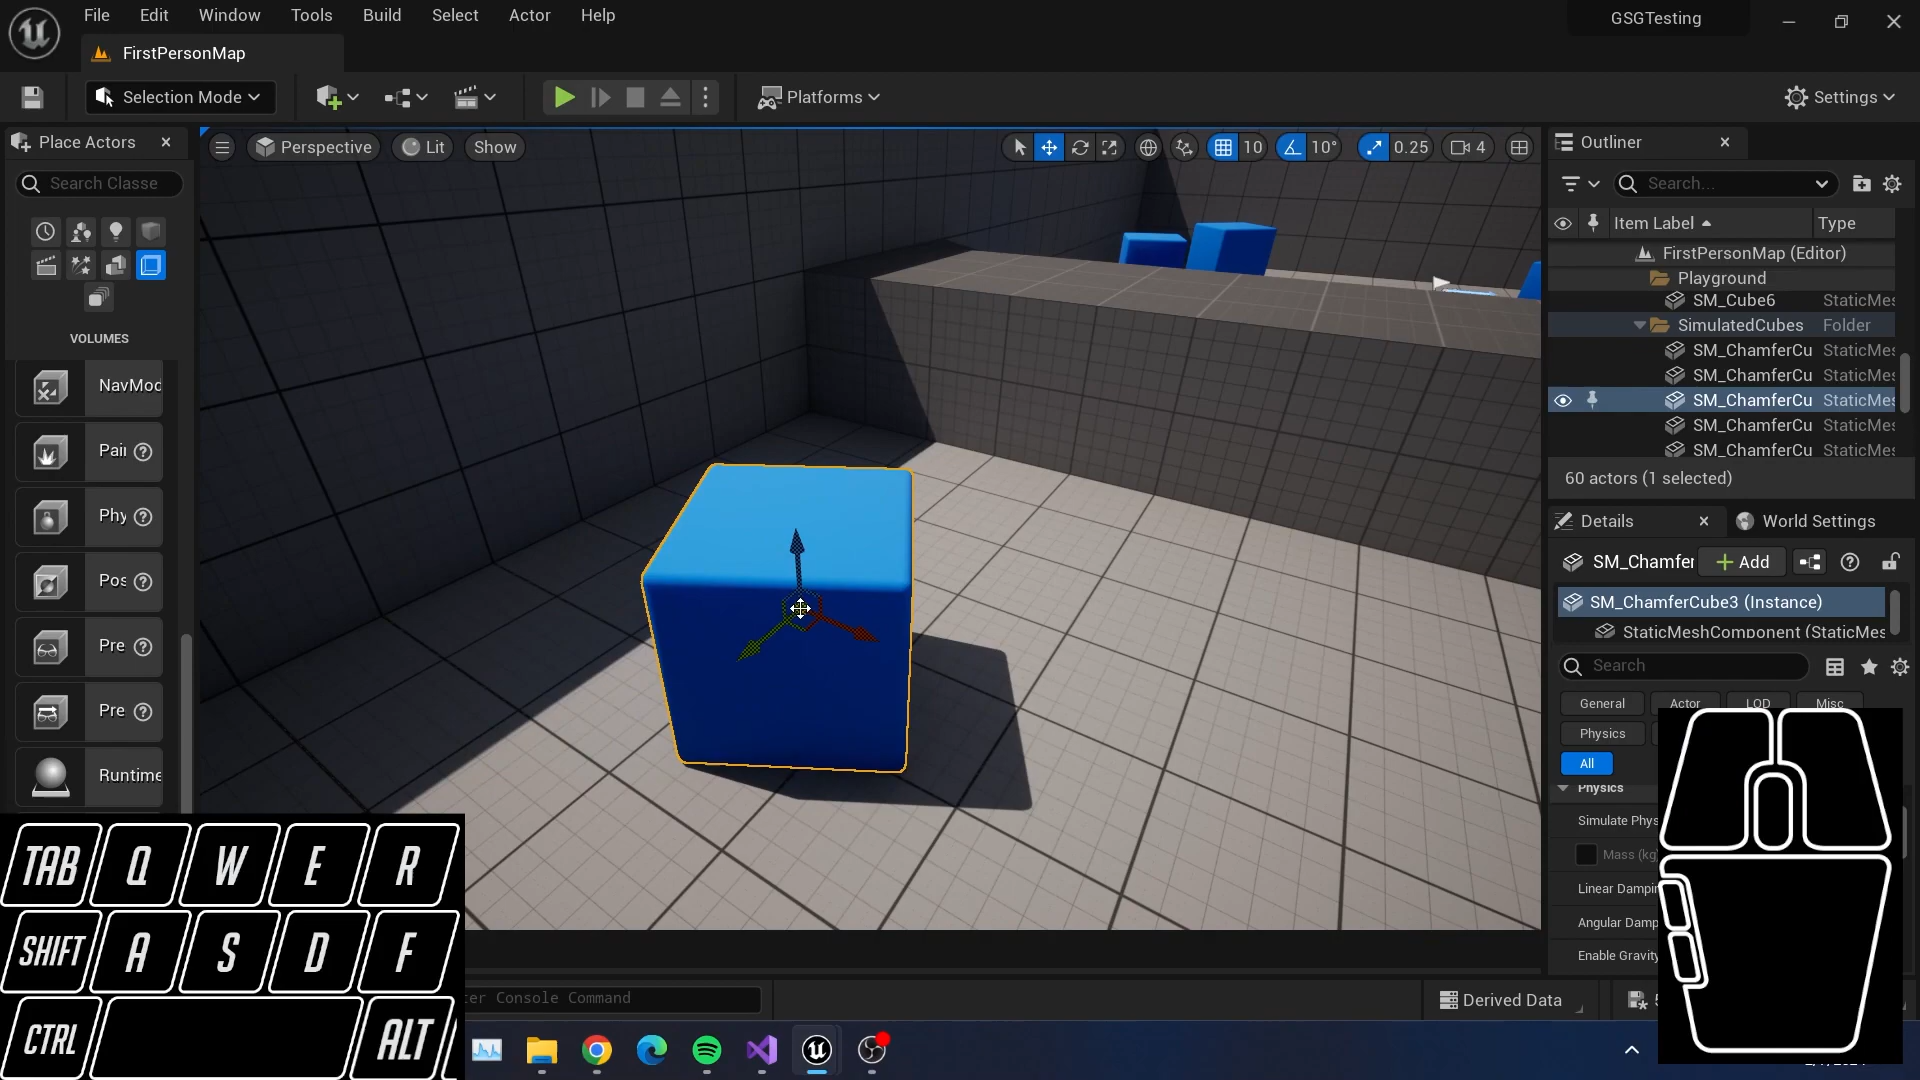 File Edit Window Tools Build Select Actor Help
GSGTesting
FirstPersonMap
Selection Mode
Platforms
Settings
Place Actors
Search Classe
VOLUMES
NavMod
Pai
Phy
Pos
Pre
Pre
Runtime
Perspective
Lit
Show
10
10°
0.25
4
Outliner
Search...
Item Label
Type
FirstPersonMap (Editor)
Playground
SM_Cube6 StaticMes
SimulatedCubes Folder
SM_ChamferCu StaticMes
SM_ChamferCu StaticMes
SM_ChamferCu StaticMes
SM_ChamferCu StaticMes
SM_ChamferCu StaticMes
60 actors (1 selected)
Details
World Settings
SM_Chamfer
Add
SM_ChamferCube3 (Instance)
StaticMeshComponent (StaticMes
Search
General
Actor
LOD
Misc
Physics
All
Physics
Simulate Phys
Mass (kg
Linear Dampin
Angular Damp
Enable Gravity
TAB Q W E R
SHIFT A S D F
CTRL ALT
ter Console Command
Derived Data